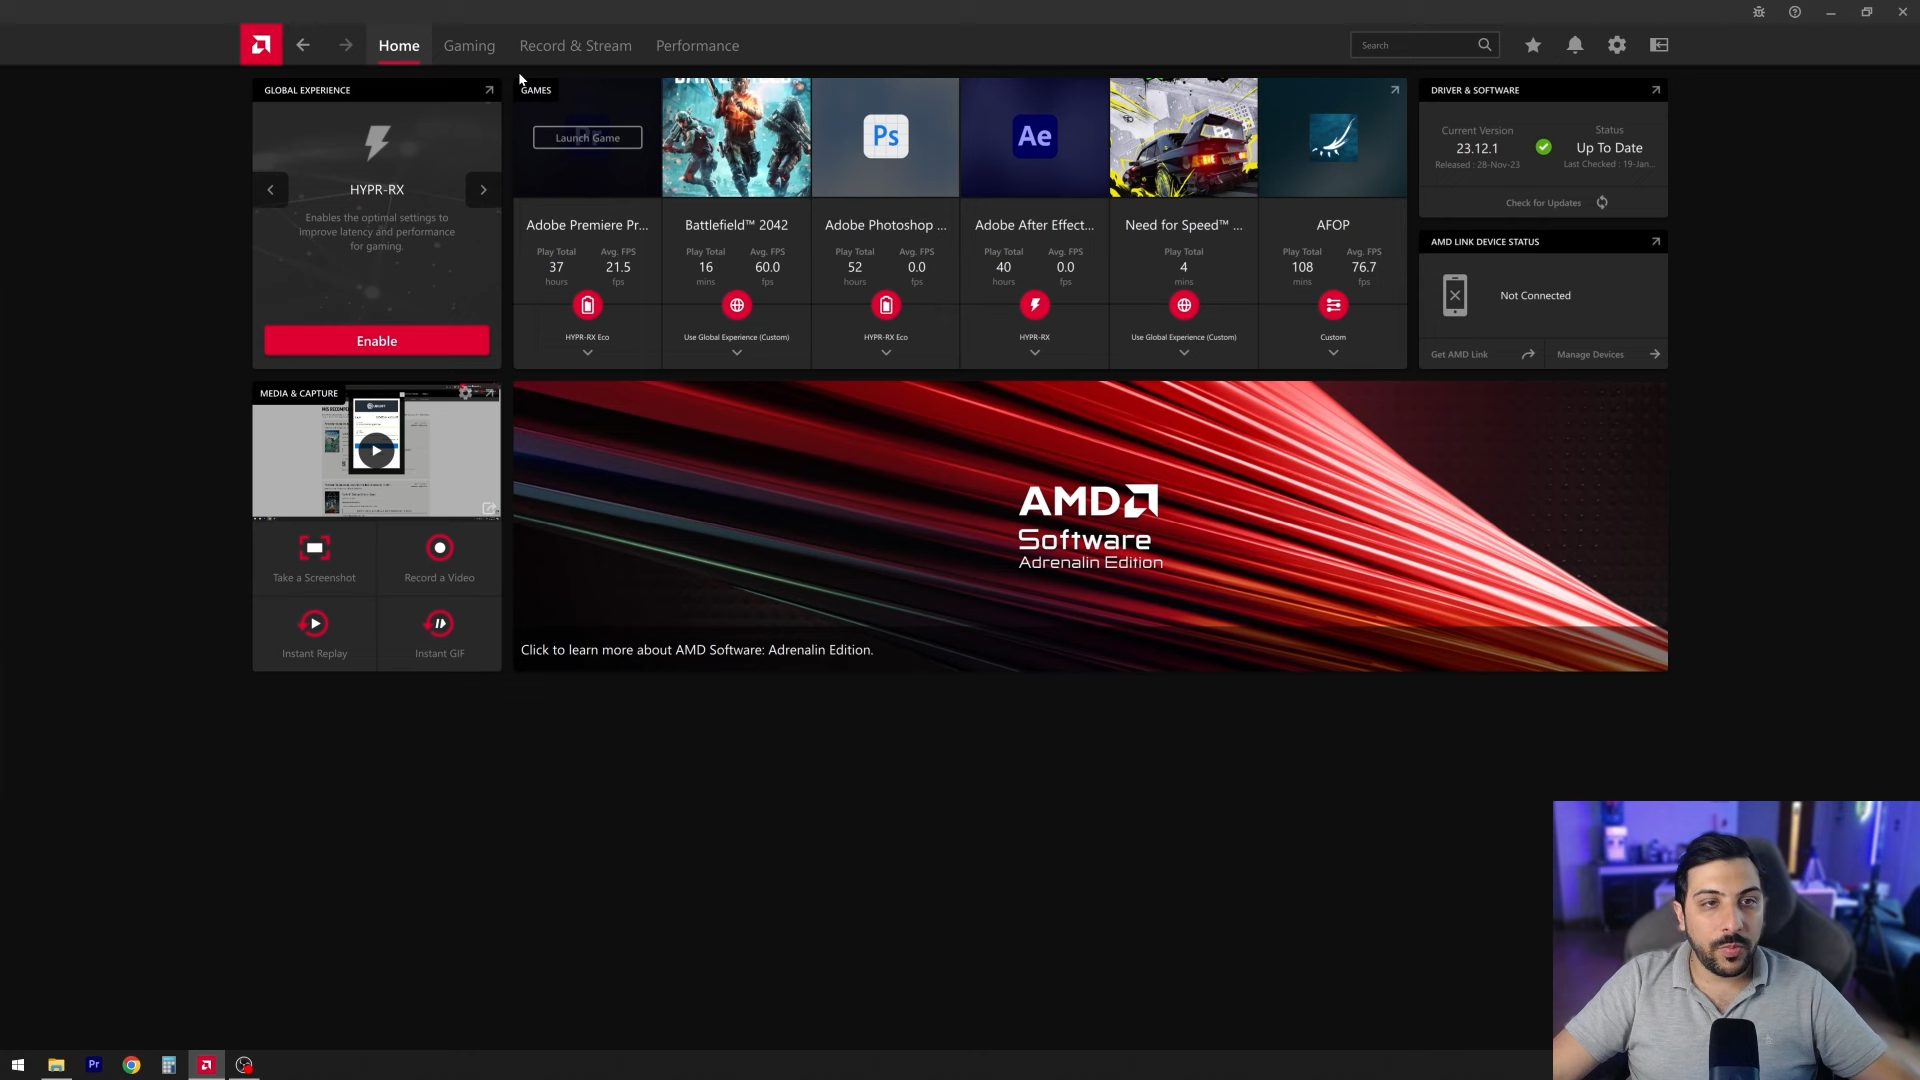 Home
Gaming
Record & Stream
Performance
Search
GLOBAL EXPERIENCE
HYPR-RX
Enables the optimal settings to
improve latency and performance
for gaming.
Enable
GAMES
Launch Game
Adobe Premiere Pr...
Play Total
Avg. FPS
37
21.5
hours
fps
HYPR-RX Eco
Battlefield™ 2042
Play Total
Avg. FPS
16
60.0
mins
fps
Use Global Experience (Custom)
Ps
Adobe Photoshop ...
Play Total
Avg. FPS
52
0.0
hours
fps
HYPR-RX Eco
Ae
Adobe After Effect...
Play Total
Avg. FPS
40
0.0
hours
fps
HYPR-RX
Need for Speed™ ...
Play Total
4
mins
Use Global Experience (Custom)
AFOP
Play Total
Avg. FPS
108
76.7
mins
fps
Custom
DRIVER & SOFTWARE
Current Version
23.12.1
Released : 28-Nov-23
Status
Up To Date
Last Checked : 19-Jan...
Check for Updates
AMD LINK DEVICE STATUS
Not Connected
Get AMD Link
Manage Devices
MEDIA & CAPTURE
Take a Screenshot
Record a Video
Instant Replay
Instant GIF
AMD
Software
Adrenalin Edition
Click to learn more about AMD Software: Adrenalin Edition.
Pr